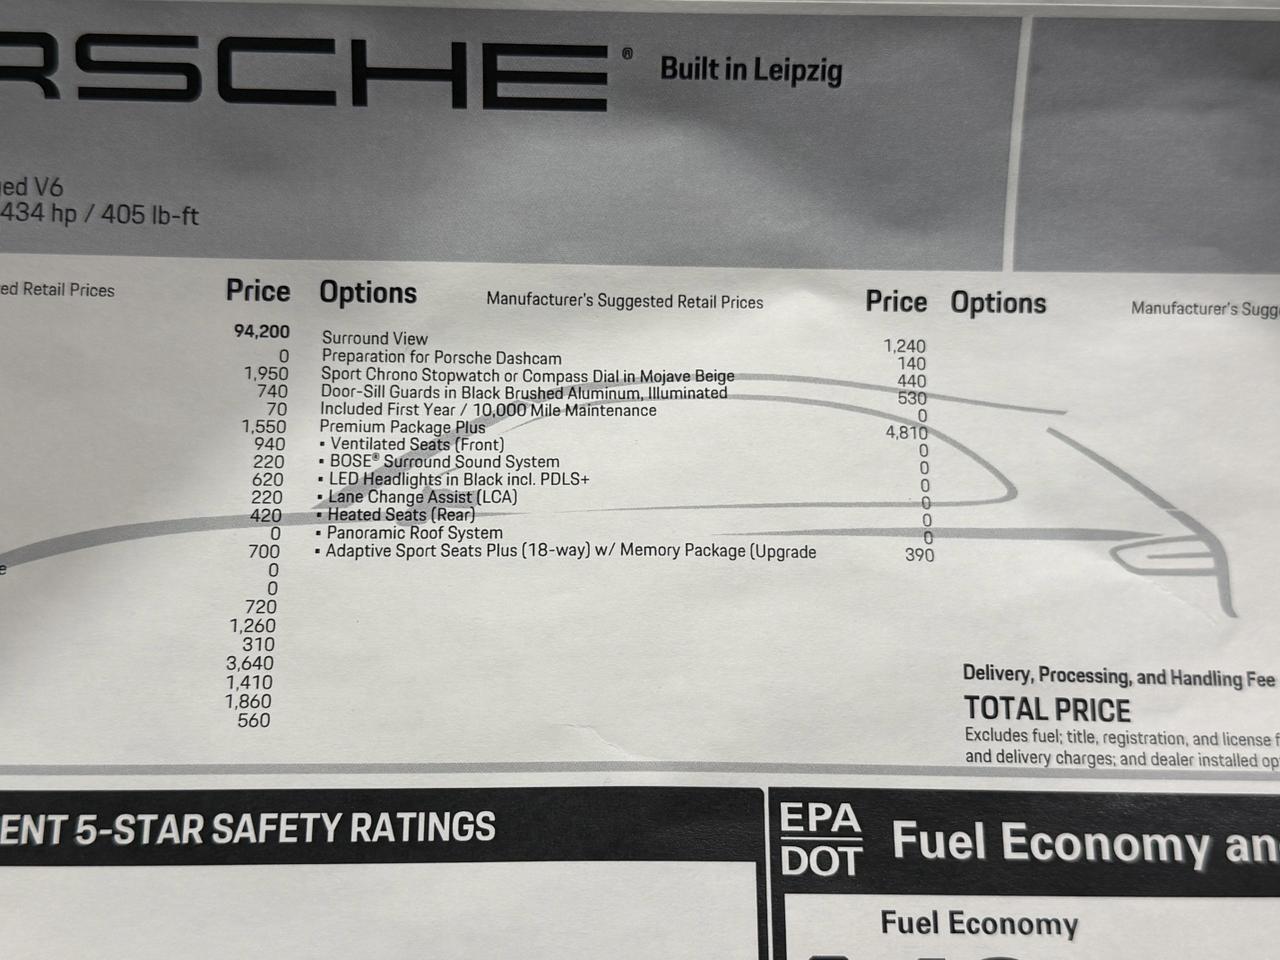 RSCHE® Built in Leipzig
ed V6
434 hp / 405 lb-ft
ed Retail Prices Price Options Manufacturer's Suggested Retail Prices Price Options Manufacturer's Sugge
94,200 Surround View 1,240
0 Preparation for Porsche Dashcam 140
1,950 Sport Chrono Stopwatch or Compass Dial in Mojave Beige 440
740 Door-Sill Guards in Black Brushed Aluminum, Illuminated 530
70 Included First Year / 10,000 Mile Maintenance 0
1,550 Premium Package Plus 4,810
940 ▪ Ventilated Seats (Front) 0
220 ▪ BOSE® Surround Sound System 0
620 ▪ LED Headlights in Black incl. PDLS+ 0
220 ▪ Lane Change Assist (LCA) 0
420 ▪ Heated Seats (Rear) 0
0 ▪ Panoramic Roof System 0
700 ▪ Adaptive Sport Seats Plus (18-way) w/ Memory Package (Upgrade 390
e 0
0
720
1,260
310
3,640
1,410
1,860
560
Delivery, Processing, and Handling Fee
TOTAL PRICE
Excludes fuel; title, registration, and license f
and delivery charges; and dealer installed op
ENT 5-STAR SAFETY RATINGS
EPA
DOT
Fuel Economy an
Fuel Economy